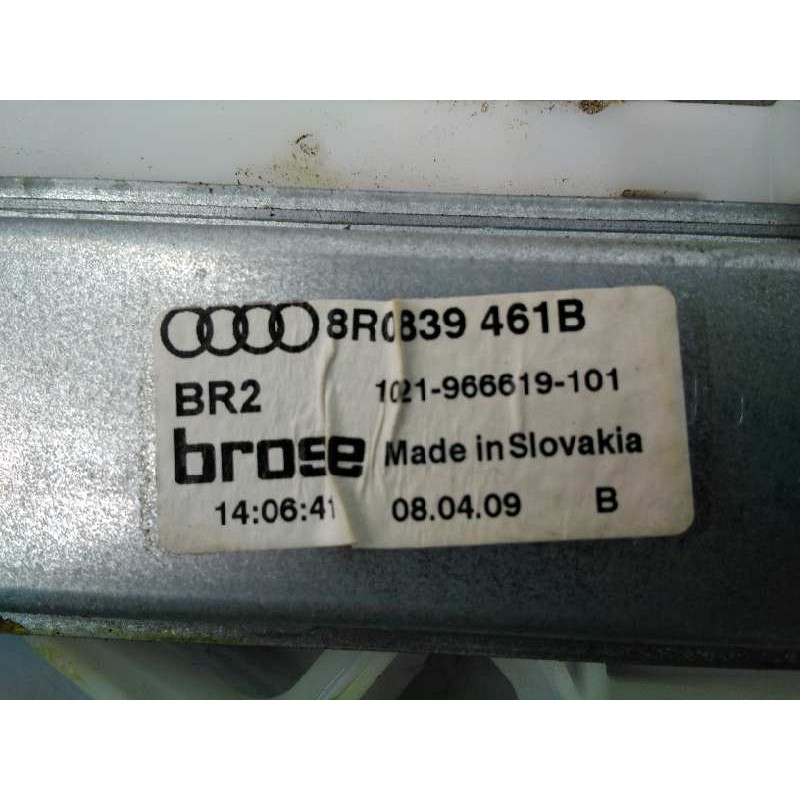 8R0839 461B
BR2 1021-966619-101
brose Made in Slovakia
14:06:41 08.04.09 B